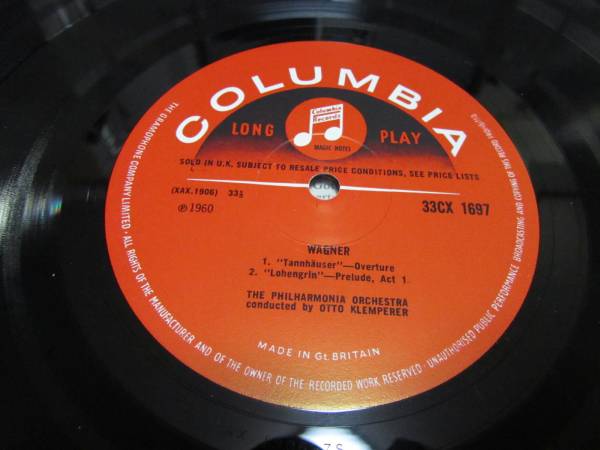 COLUMBIA
Columbia
Records
LONG PLAY
MAGIC NOTES
SOLD IN U.K. SUBJECT TO RESALE PRICE CONDITIONS, SEE PRICE LISTS
(XAX.1906) 33⅓
33CX 1697
℗1960
WAGNER
1. "Tannhäuser"—Overture
2. "Lohengrin"—Prelude, Act 1
THE PHILHARMONIA ORCHESTRA
conducted by OTTO KLEMPERER
MADE IN Gt. BRITAIN
THE GRAMOPHONE COMPANY LIMITED · ALL RIGHTS OF THE MANUFACTURER AND OF THE OWNER OF THE RECORDED WORK RESERVED · UNAUTHORISED PUBLIC PERFORMANCE BROADCASTING AND COPYING OF THIS RECORD PROHIBITED